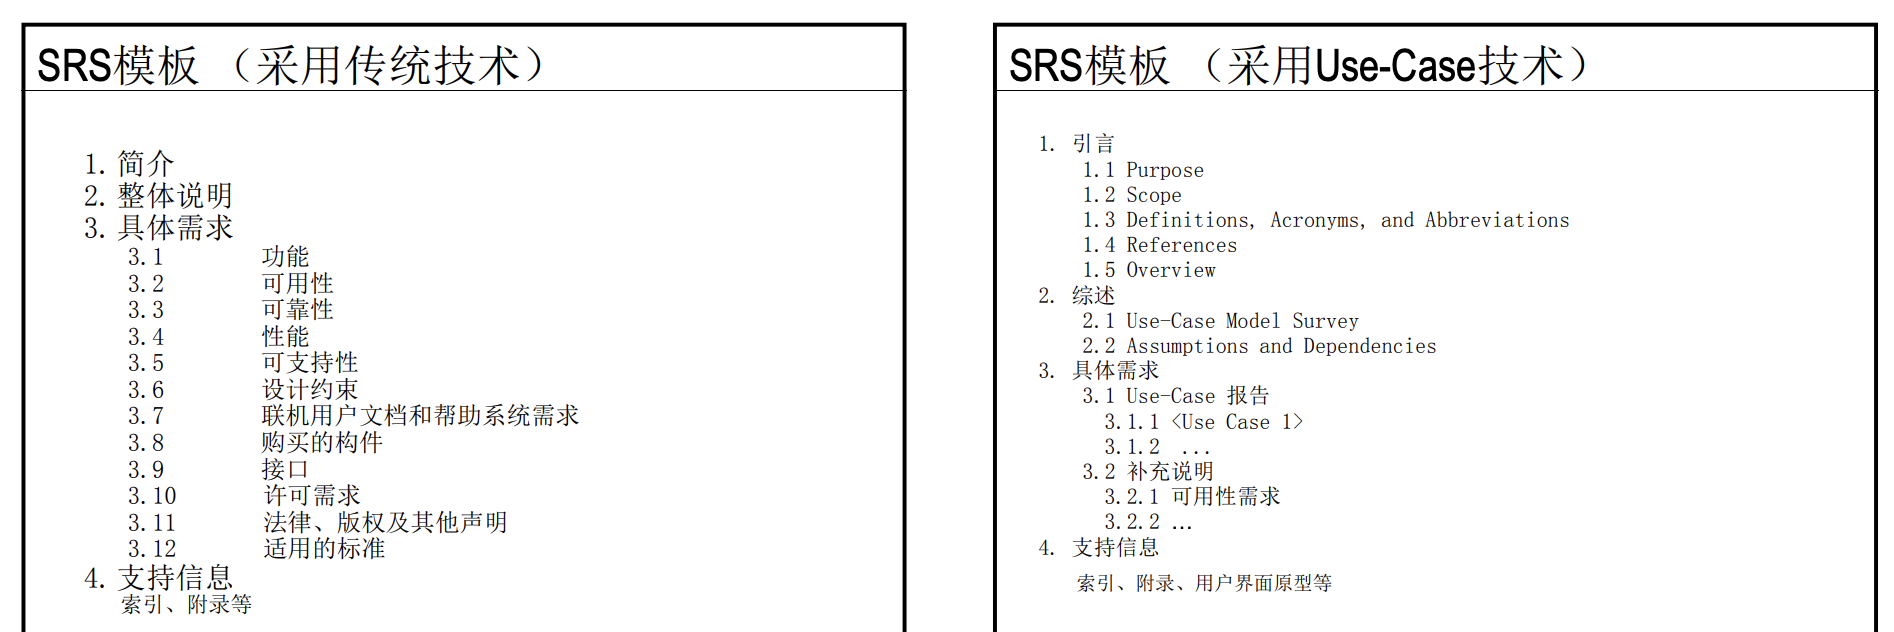 SRS模板 （采用传统技术）
1. 简介
2. 整体说明
3. 具体需求
3.1 功能
3.2 可用性
3.3 可靠性
3.4 性能
3.5 可支持性
3.6 设计约束
3.7 联机用户文档和帮助系统需求
3.8 购买的构件
3.9 接口
3.10 许可需求
3.11 法律、版权及其他声明
3.12 适用的标准
4. 支持信息
索引、附录等
SRS模板 （采用Use-Case技术）
1. 引言
1.1 Purpose
1.2 Scope
1.3 Definitions, Acronyms, and Abbreviations
1.4 References
1.5 Overview
2. 综述
2.1 Use-Case Model Survey
2.2 Assumptions and Dependencies
3. 具体需求
3.1 Use-Case 报告
3.1.1 <Use Case 1>
3.1.2 ...
3.2 补充说明
3.2.1 可用性需求
3.2.2 …
4. 支持信息
索引、附录、用户界面原型等